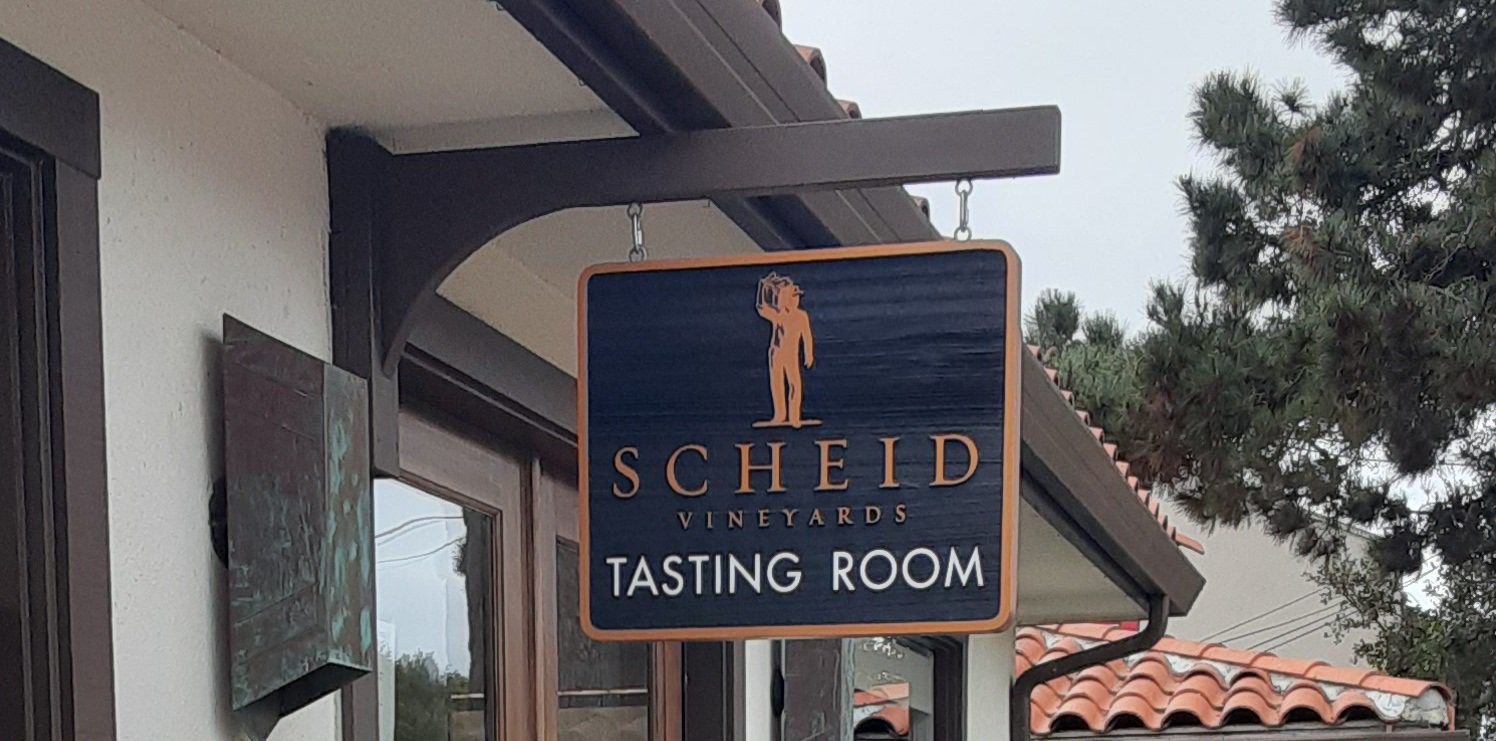 SCHEID
VINEYARDS
TASTING ROOM